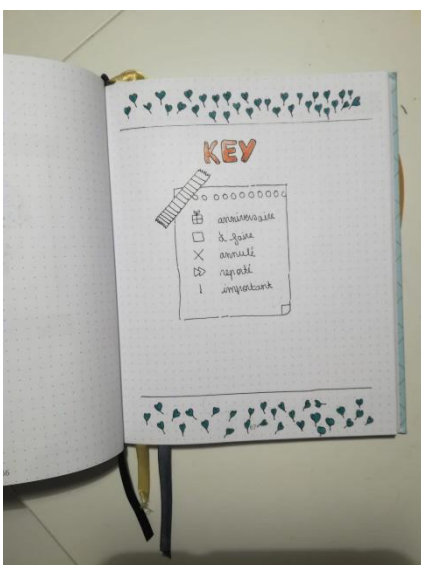 KEY
anniversaire
à faire
annulé
reporté
! important